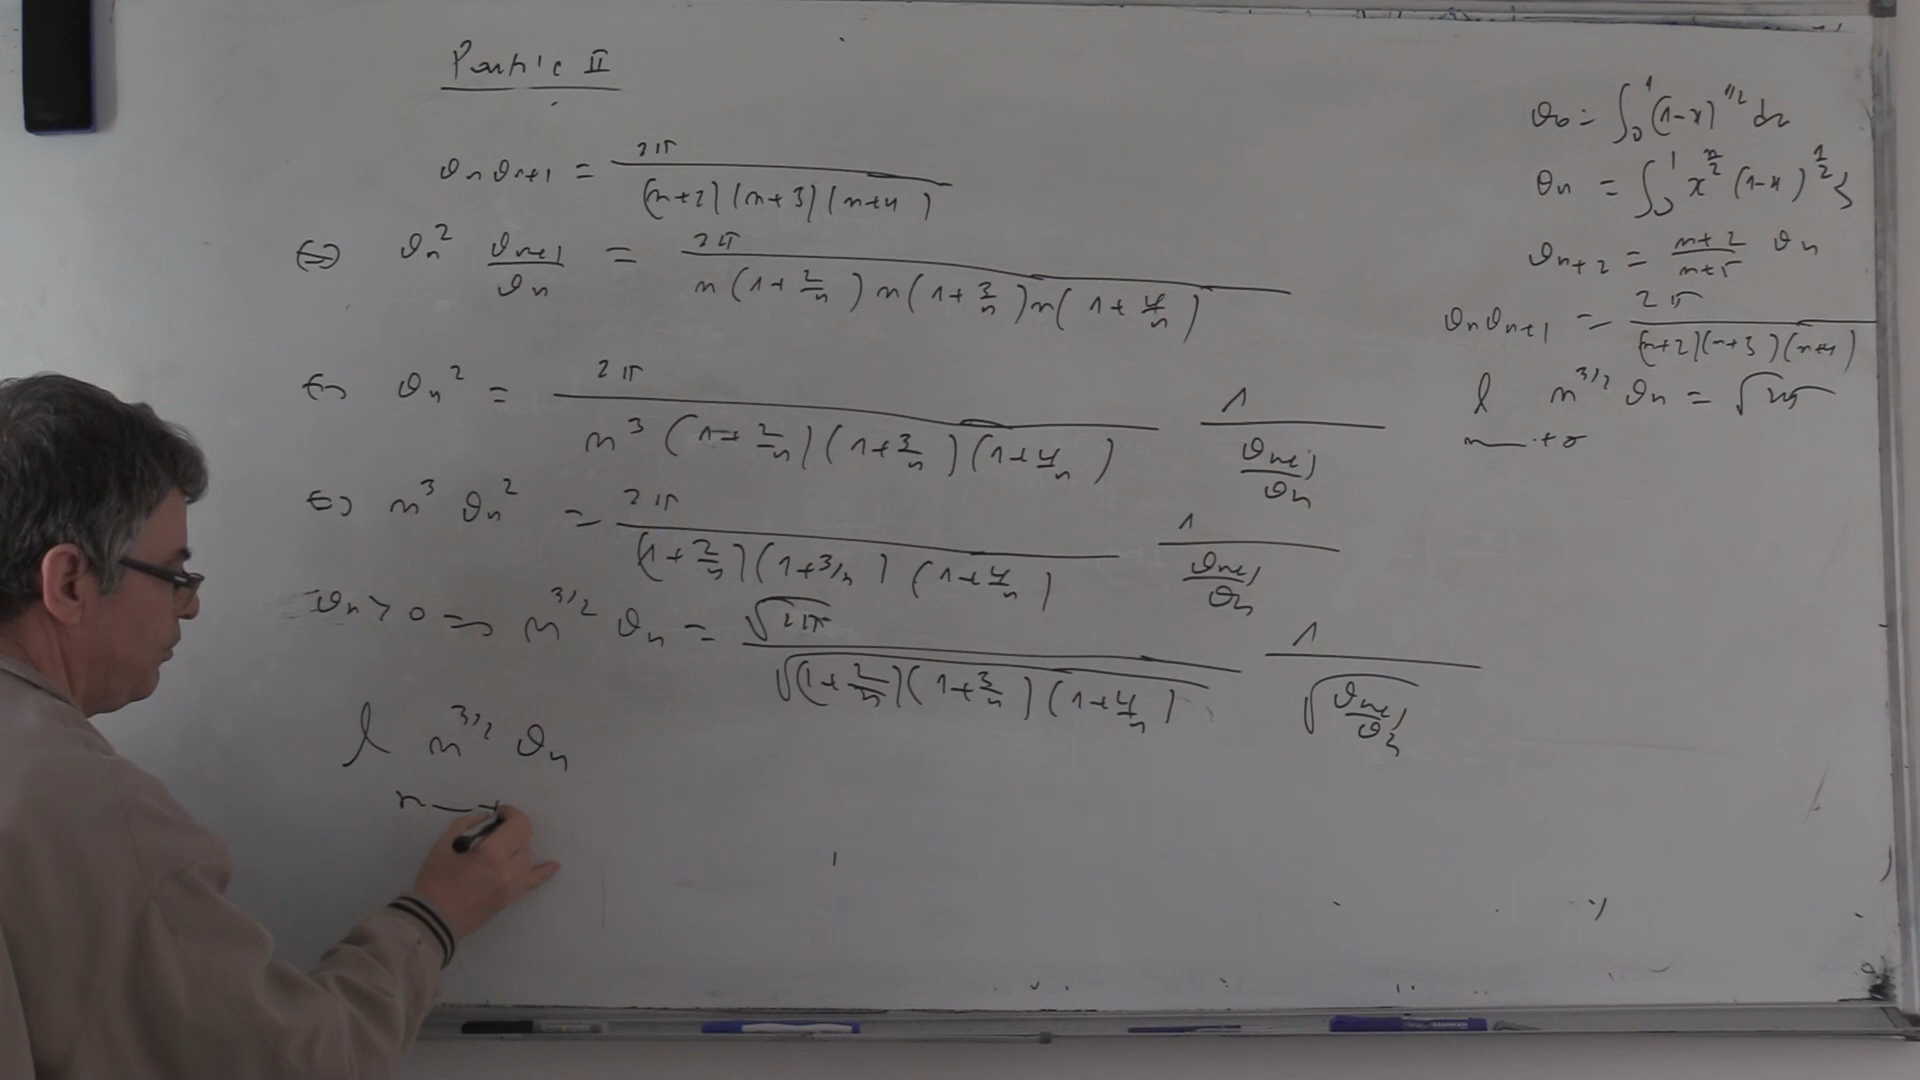 Partie II
ϑn ϑn+1 = 2π / (n+2)(n+3)(n+4)
⇔ ϑn² ϑn+1/ϑn = 2π / n(1+2/n) n(1+3/n) n(1+4/n)
⇔ ϑn² = 2π / n³(1+2/n)(1+3/n)(1+4/n) 1 / (ϑn+1/ϑn)
⇔ n³ ϑn² = 2π / (1+2/n)(1+3/n)(1+4/n) 1 / (ϑn+1/ϑn)
ϑn > 0 ⇒ n^3/2 ϑn = √2π / √(1+2/n)(1+3/n)(1+4/n) 1 / √(ϑn+1/ϑn)
l n^3/2 ϑn
n → +
ϑ0 = ∫₀¹ (1-x)^1/2 dx
ϑn = ∫₀¹ x^n/2 (1-x)^1/2
ϑn+2 = n+2 / n+5 ϑn
ϑn ϑn+1 = 2π / (n+2)(n+3)(n+4)
l n^3/2 ϑn = √2π
n → +∞